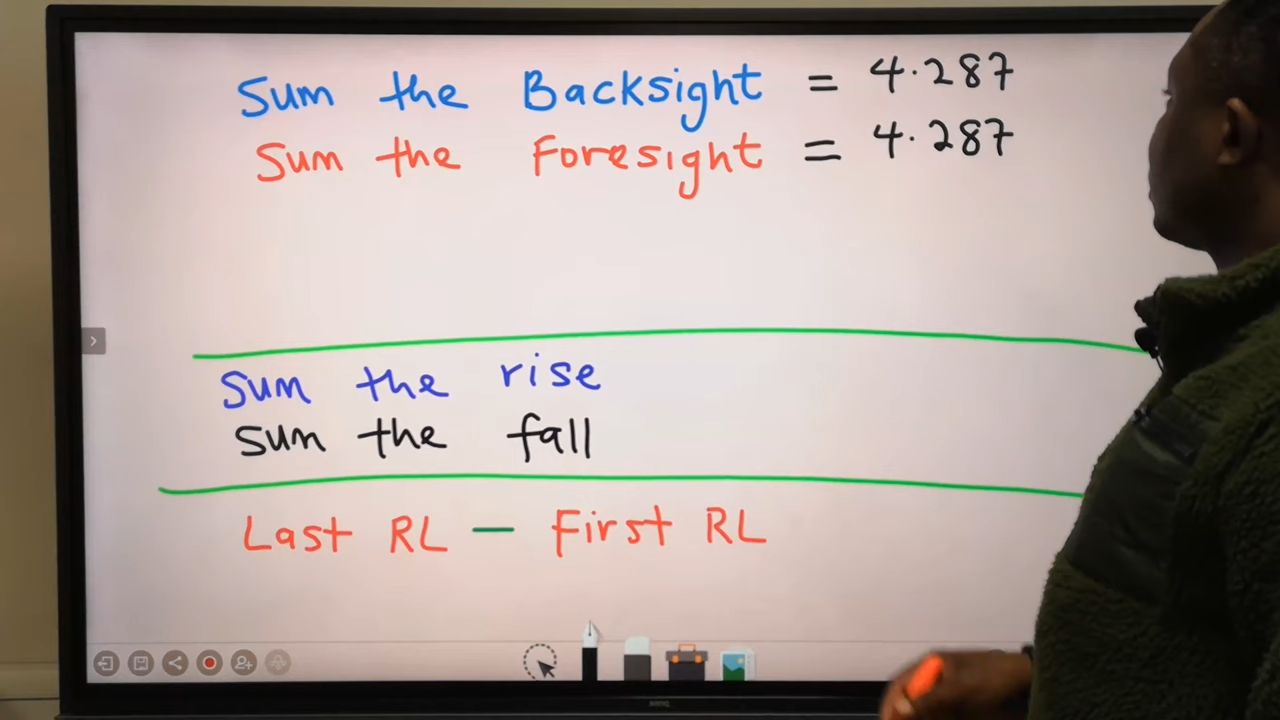 Sum the Backsight = 4.287
Sum the Foresight = 4.287
Sum the rise
Sum the fall
Last RL - First RL
BENQ